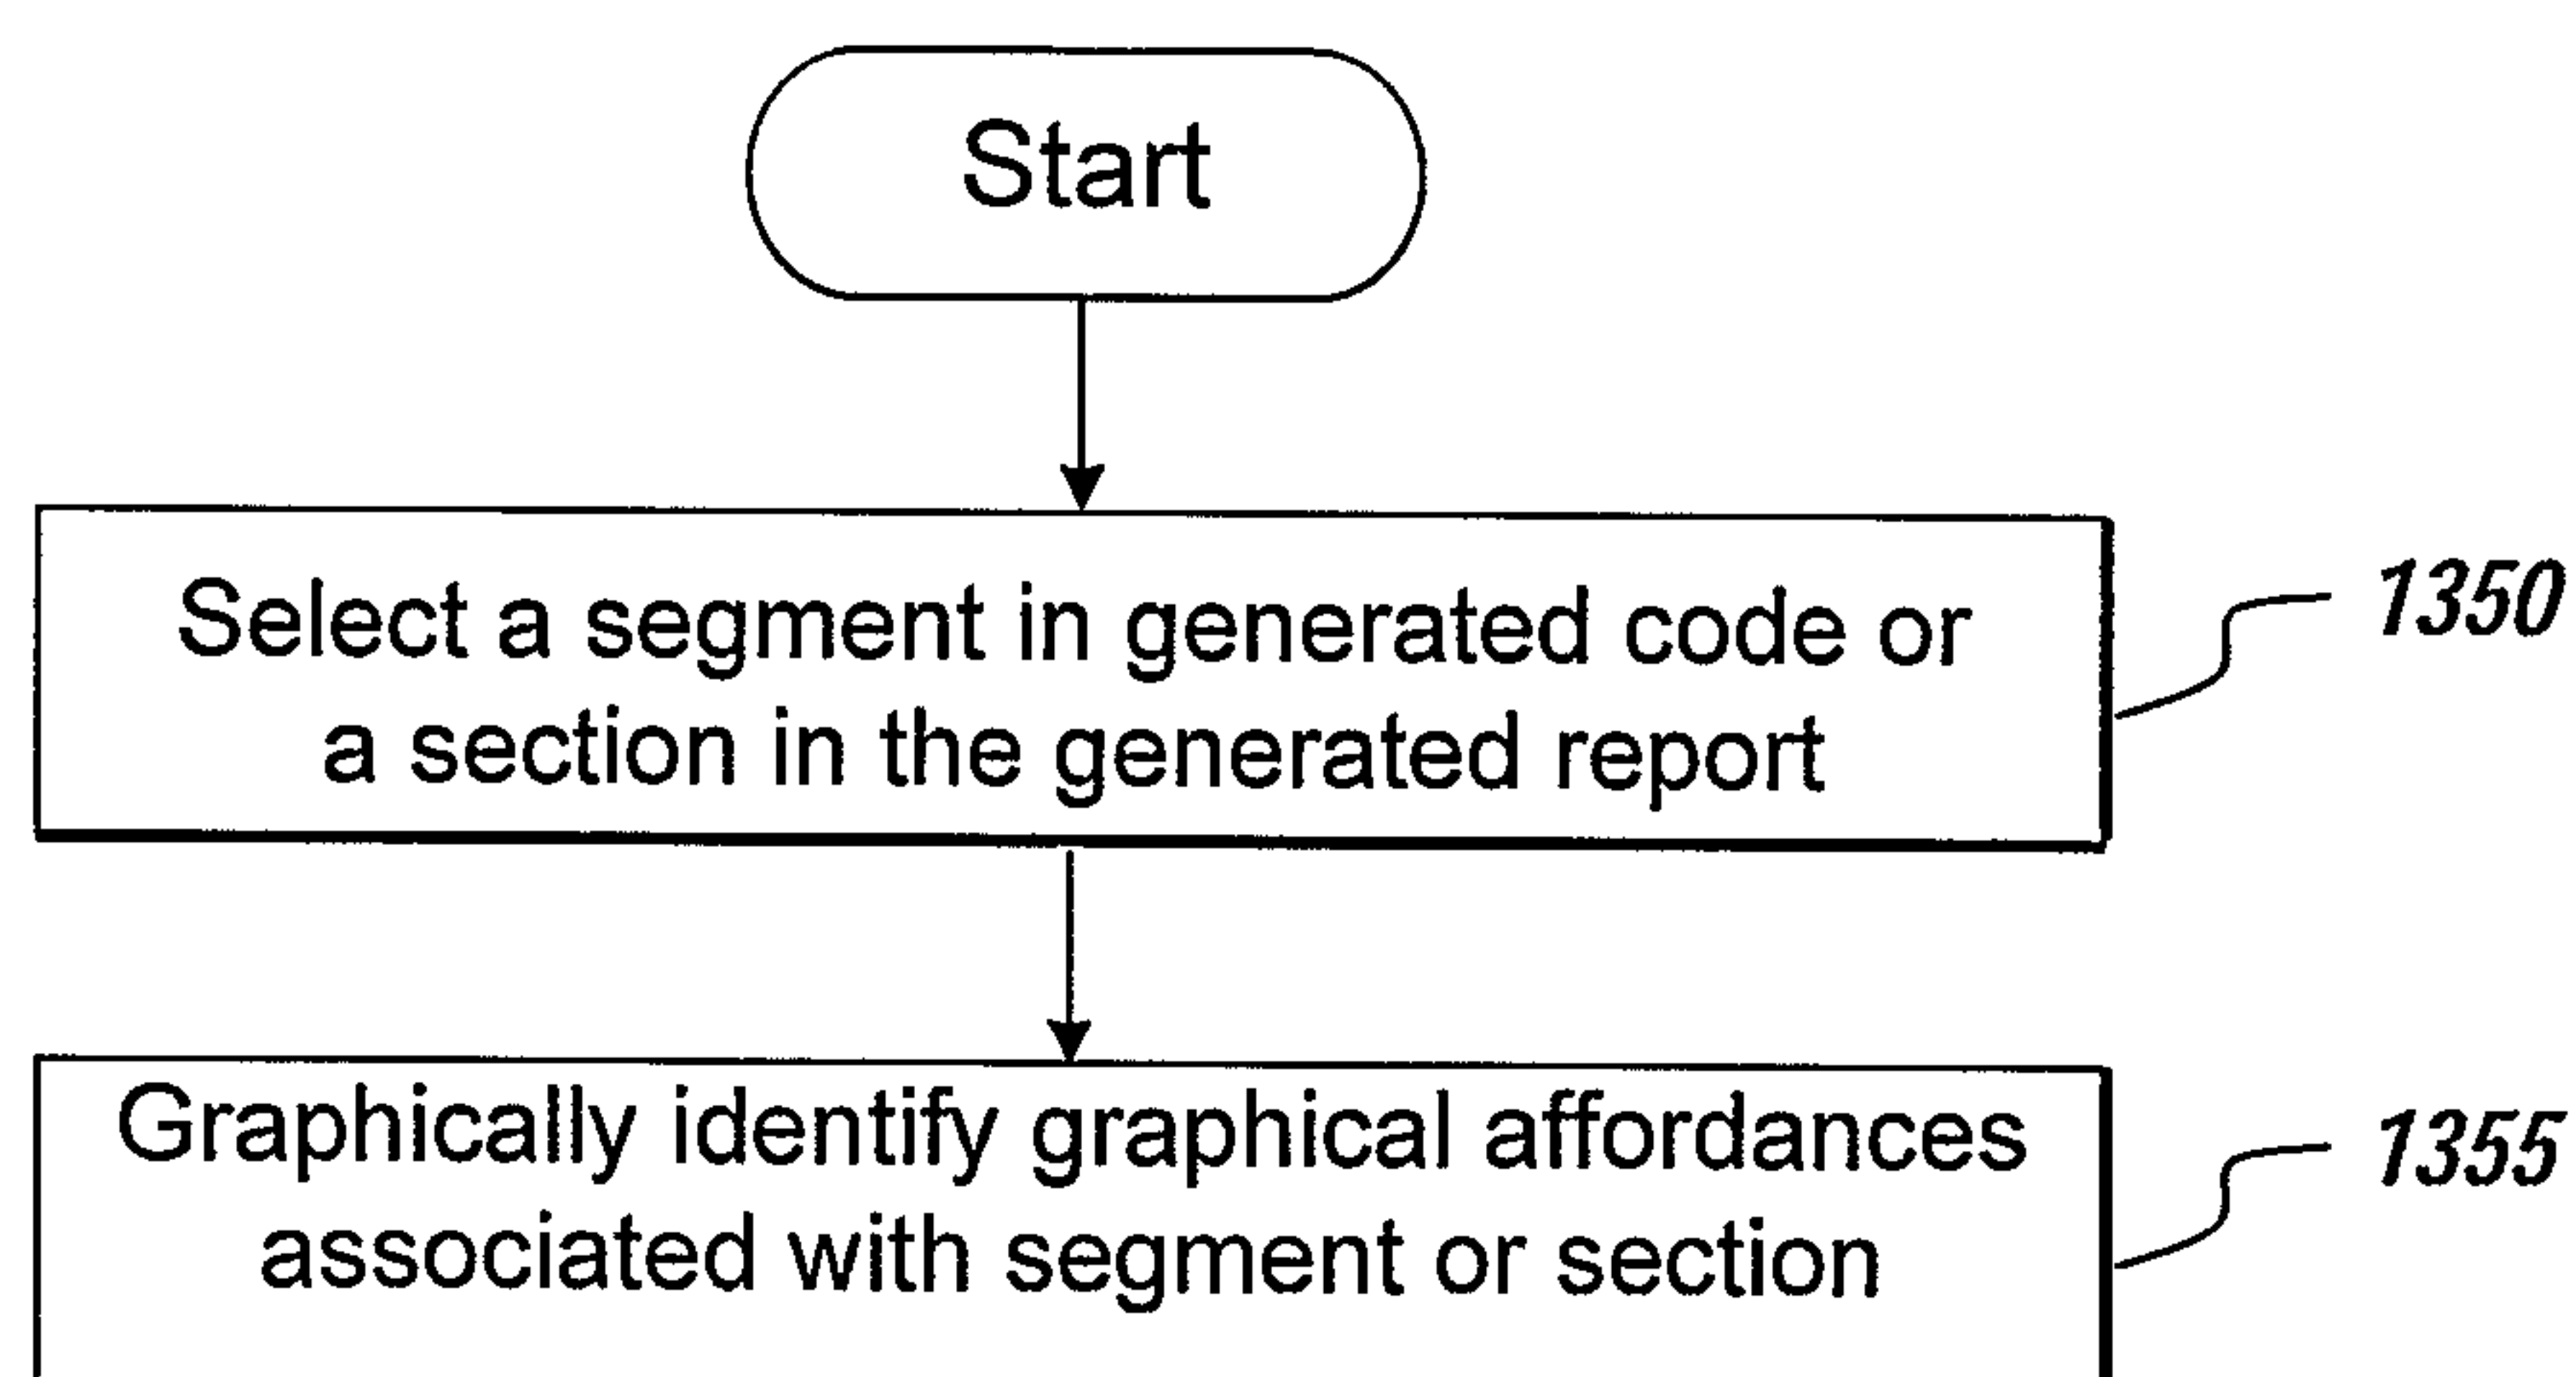 Start
Select a segment in generated code or
a section in the generated report
1350
Graphically identify graphical affordances
associated with segment or section
1355